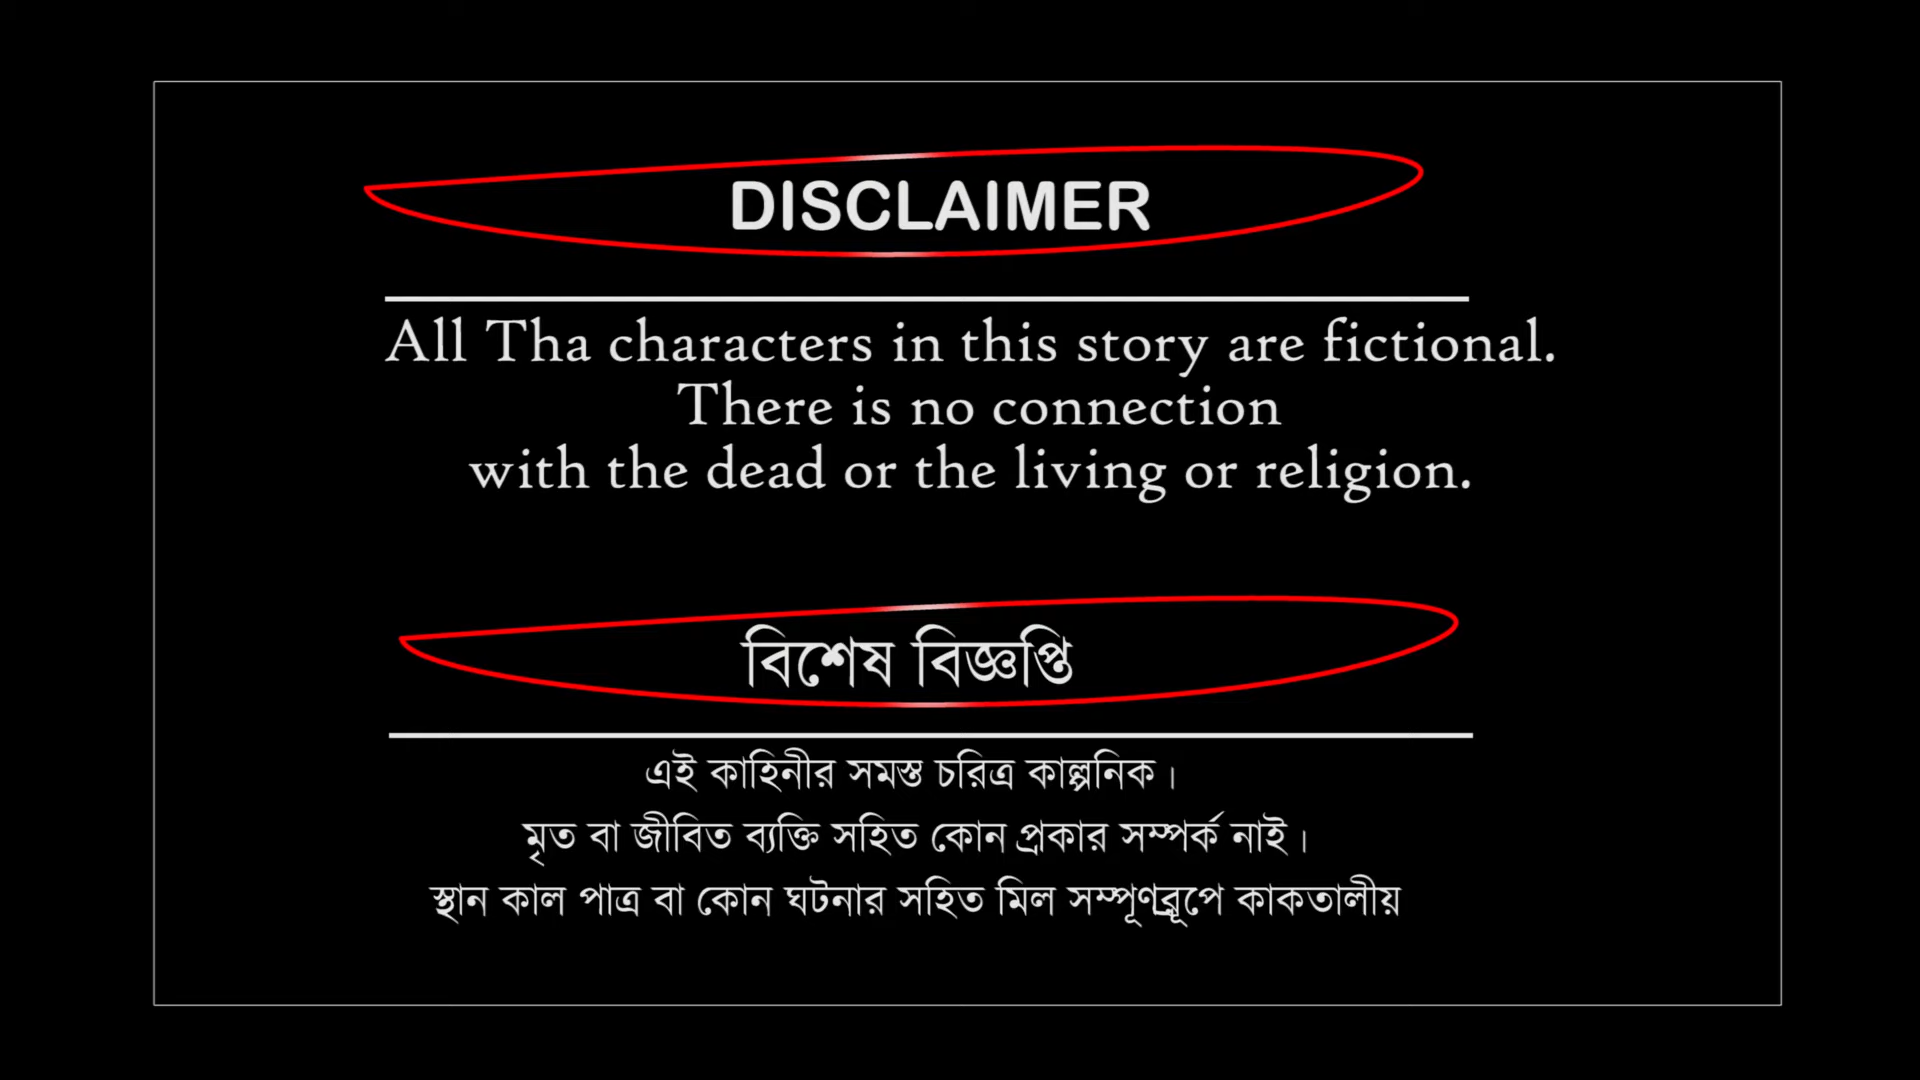 DISCLAIMER
All Tha characters in this story are fictional.
There is no connection
with the dead or the living or religion.
বিশেষ বিজ্ঞপ্তি
এই কাহিনীর সমস্ত চরিত্র কাল্পনিক।
মৃত বা জীবিত ব্যক্তি সহিত কোন প্রকার সম্পর্ক নাই।
স্থান কাল পাত্র বা কোন ঘটনার সহিত মিল সম্পূণব্রূপে কাকতালীয়